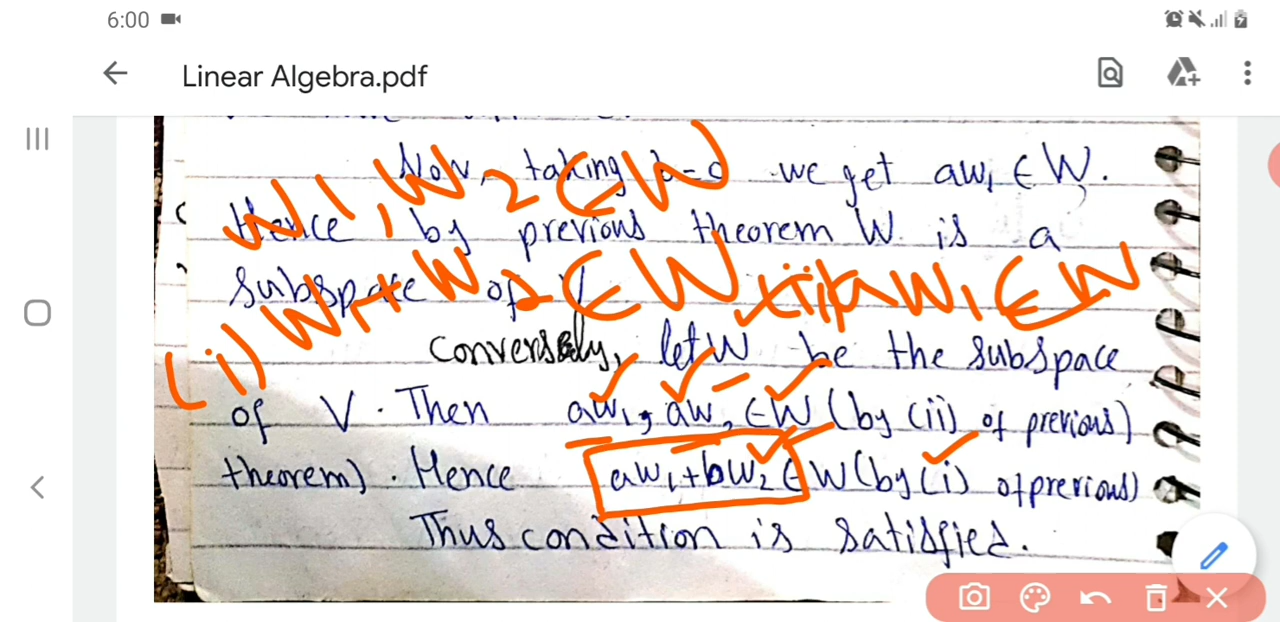 6:00
Linear Algebra.pdf
Now, taking b=0 we get aw₁ ∈ W.
W1, W2 ∈ W
Hence, by previous theorem W is a
subspace of V
(i) W1+W2 ∈ W (ii) aW1 ∈ W
Conversely, let W be the subspace
of V. Then aw₁, aw₂ ∈ W (by (ii) of previous)
theorem). Hence aw₁+bw₂ ∈ W (by (i) of previous)
Thus condition is satisfied.